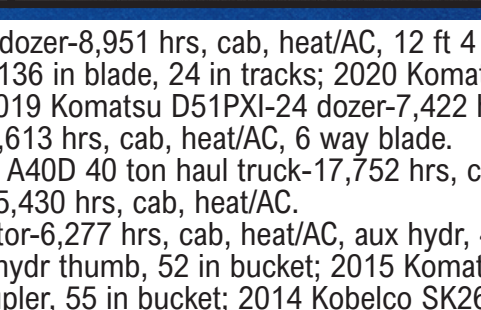 dozer-8,951 hrs, cab, heat/AC, 12 ft 4
136 in blade, 24 in tracks; 2020 Komat
019 Komatsu D51PXI-24 dozer-7,422 h
,613 hrs, cab, heat/AC, 6 way blade.
A40D 40 ton haul truck-17,752 hrs, c
5,430 hrs, cab, heat/AC.
tor-6,277 hrs, cab, heat/AC, aux hydr,
hydr thumb, 52 in bucket; 2015 Komat
pler, 55 in bucket; 2014 Kobelco SK26